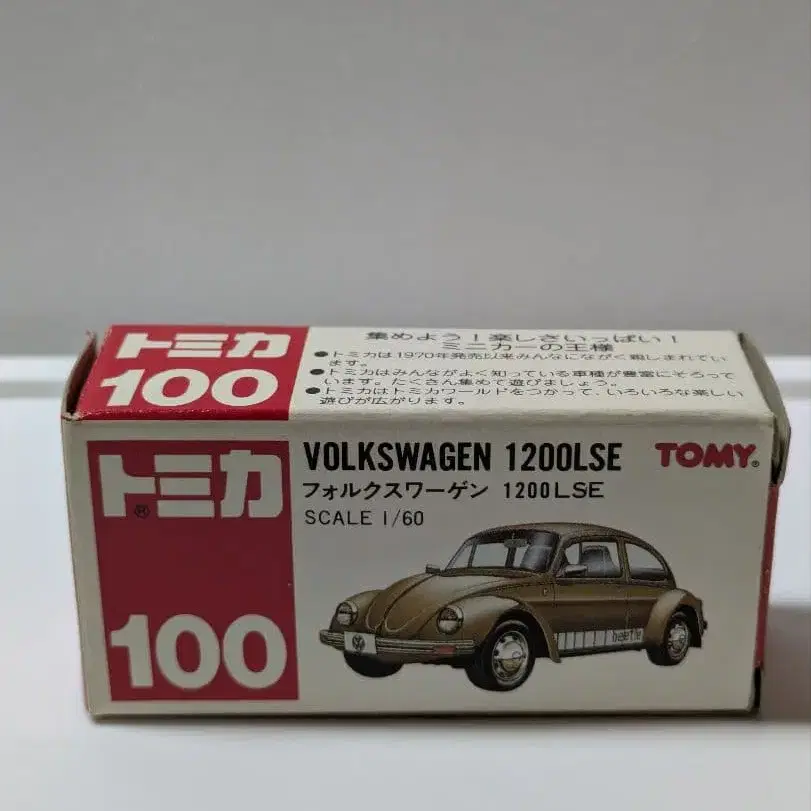 トミカ
100
集めよう！楽しさいっぱい！
ミニカーの王様
●トミカは1970年発売以来みんなにながく親しまれてい
ます。
●トミカはみんながよく知っている車種が豊富にそろって
います。たくさん集めて遊びましょう。
●トミカはトミカワールドをつかって、いろいろな楽しい
遊びが広がります。
トミカ®
100
VOLKSWAGEN 1200LSE
フォルクスワーゲン 1200LSE
SCALE 1/60
TOMY®
beetle